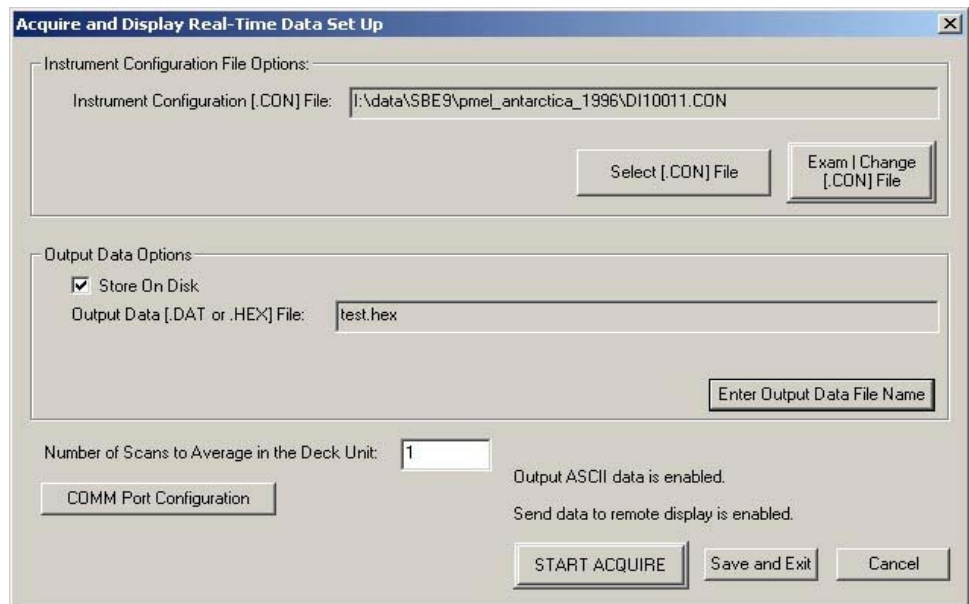 Acquire and Display Real-Time Data Set Up
Instrument Configuration File Options:
Instrument Configuration [.CON] File: I:\data\SBE9\pmel_antarctica_1996\DI10011.CON
Select [.CON] File
Exam | Change
[.CON] File
Output Data Options
Store On Disk
Output Data [.DAT or .HEX] File: test.hex
Enter Output Data File Name
Number of Scans to Average in the Deck Unit: 1
COMM Port Configuration
Output ASCII data is enabled.
Send data to remote display is enabled.
START ACQUIRE Save and Exit Cancel